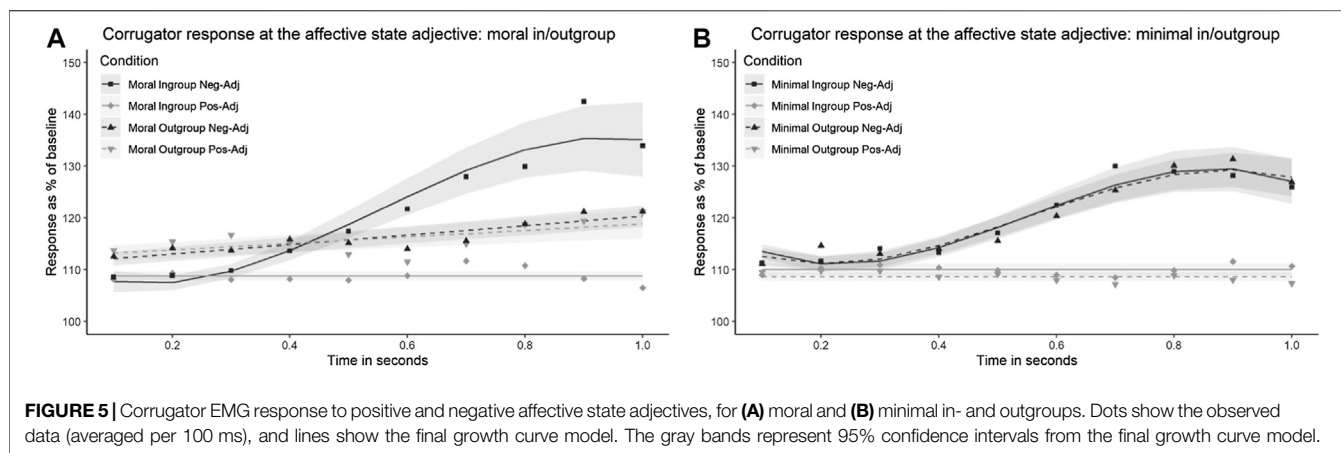 A Corrugator response at the affective state adjective: moral in/outgroup
Condition
Moral Ingroup Neg-Adj
Moral Ingroup Pos-Adj
Moral Outgroup Neg-Adj
Moral Outgroup Pos-Adj
Response as % of baseline
150
140
130
120
110
100
0.2 0.4 0.6 0.8 1.0
Time in seconds
B Corrugator response at the affective state adjective: minimal in/outgroup
Condition
Minimal Ingroup Neg-Adj
Minimal Ingroup Pos-Adj
Minimal Outgroup Neg-Adj
Minimal Outgroup Pos-Adj
Response as % of baseline
150
140
130
120
110
100
0.2 0.4 0.6 0.8 1.0
Time in seconds
FIGURE 5 | Corrugator EMG response to positive and negative affective state adjectives, for (A) moral and (B) minimal in- and outgroups. Dots show the observed
data (averaged per 100 ms), and lines show the final growth curve model. The gray bands represent 95% confidence intervals from the final growth curve model.